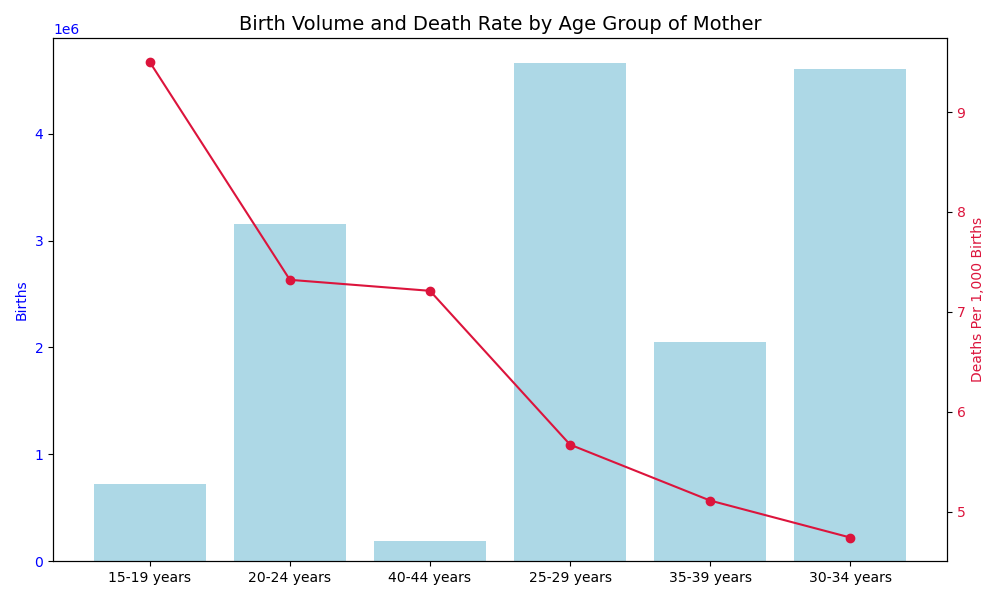 Birth Volume and Death Rate by Age Group of Mother
1e6
4
3
2
1
0
Births
9
8
7
6
5
Deaths Per 1,000 Births
15-19 years
20-24 years
40-44 years
25-29 years
35-39 years
30-34 years